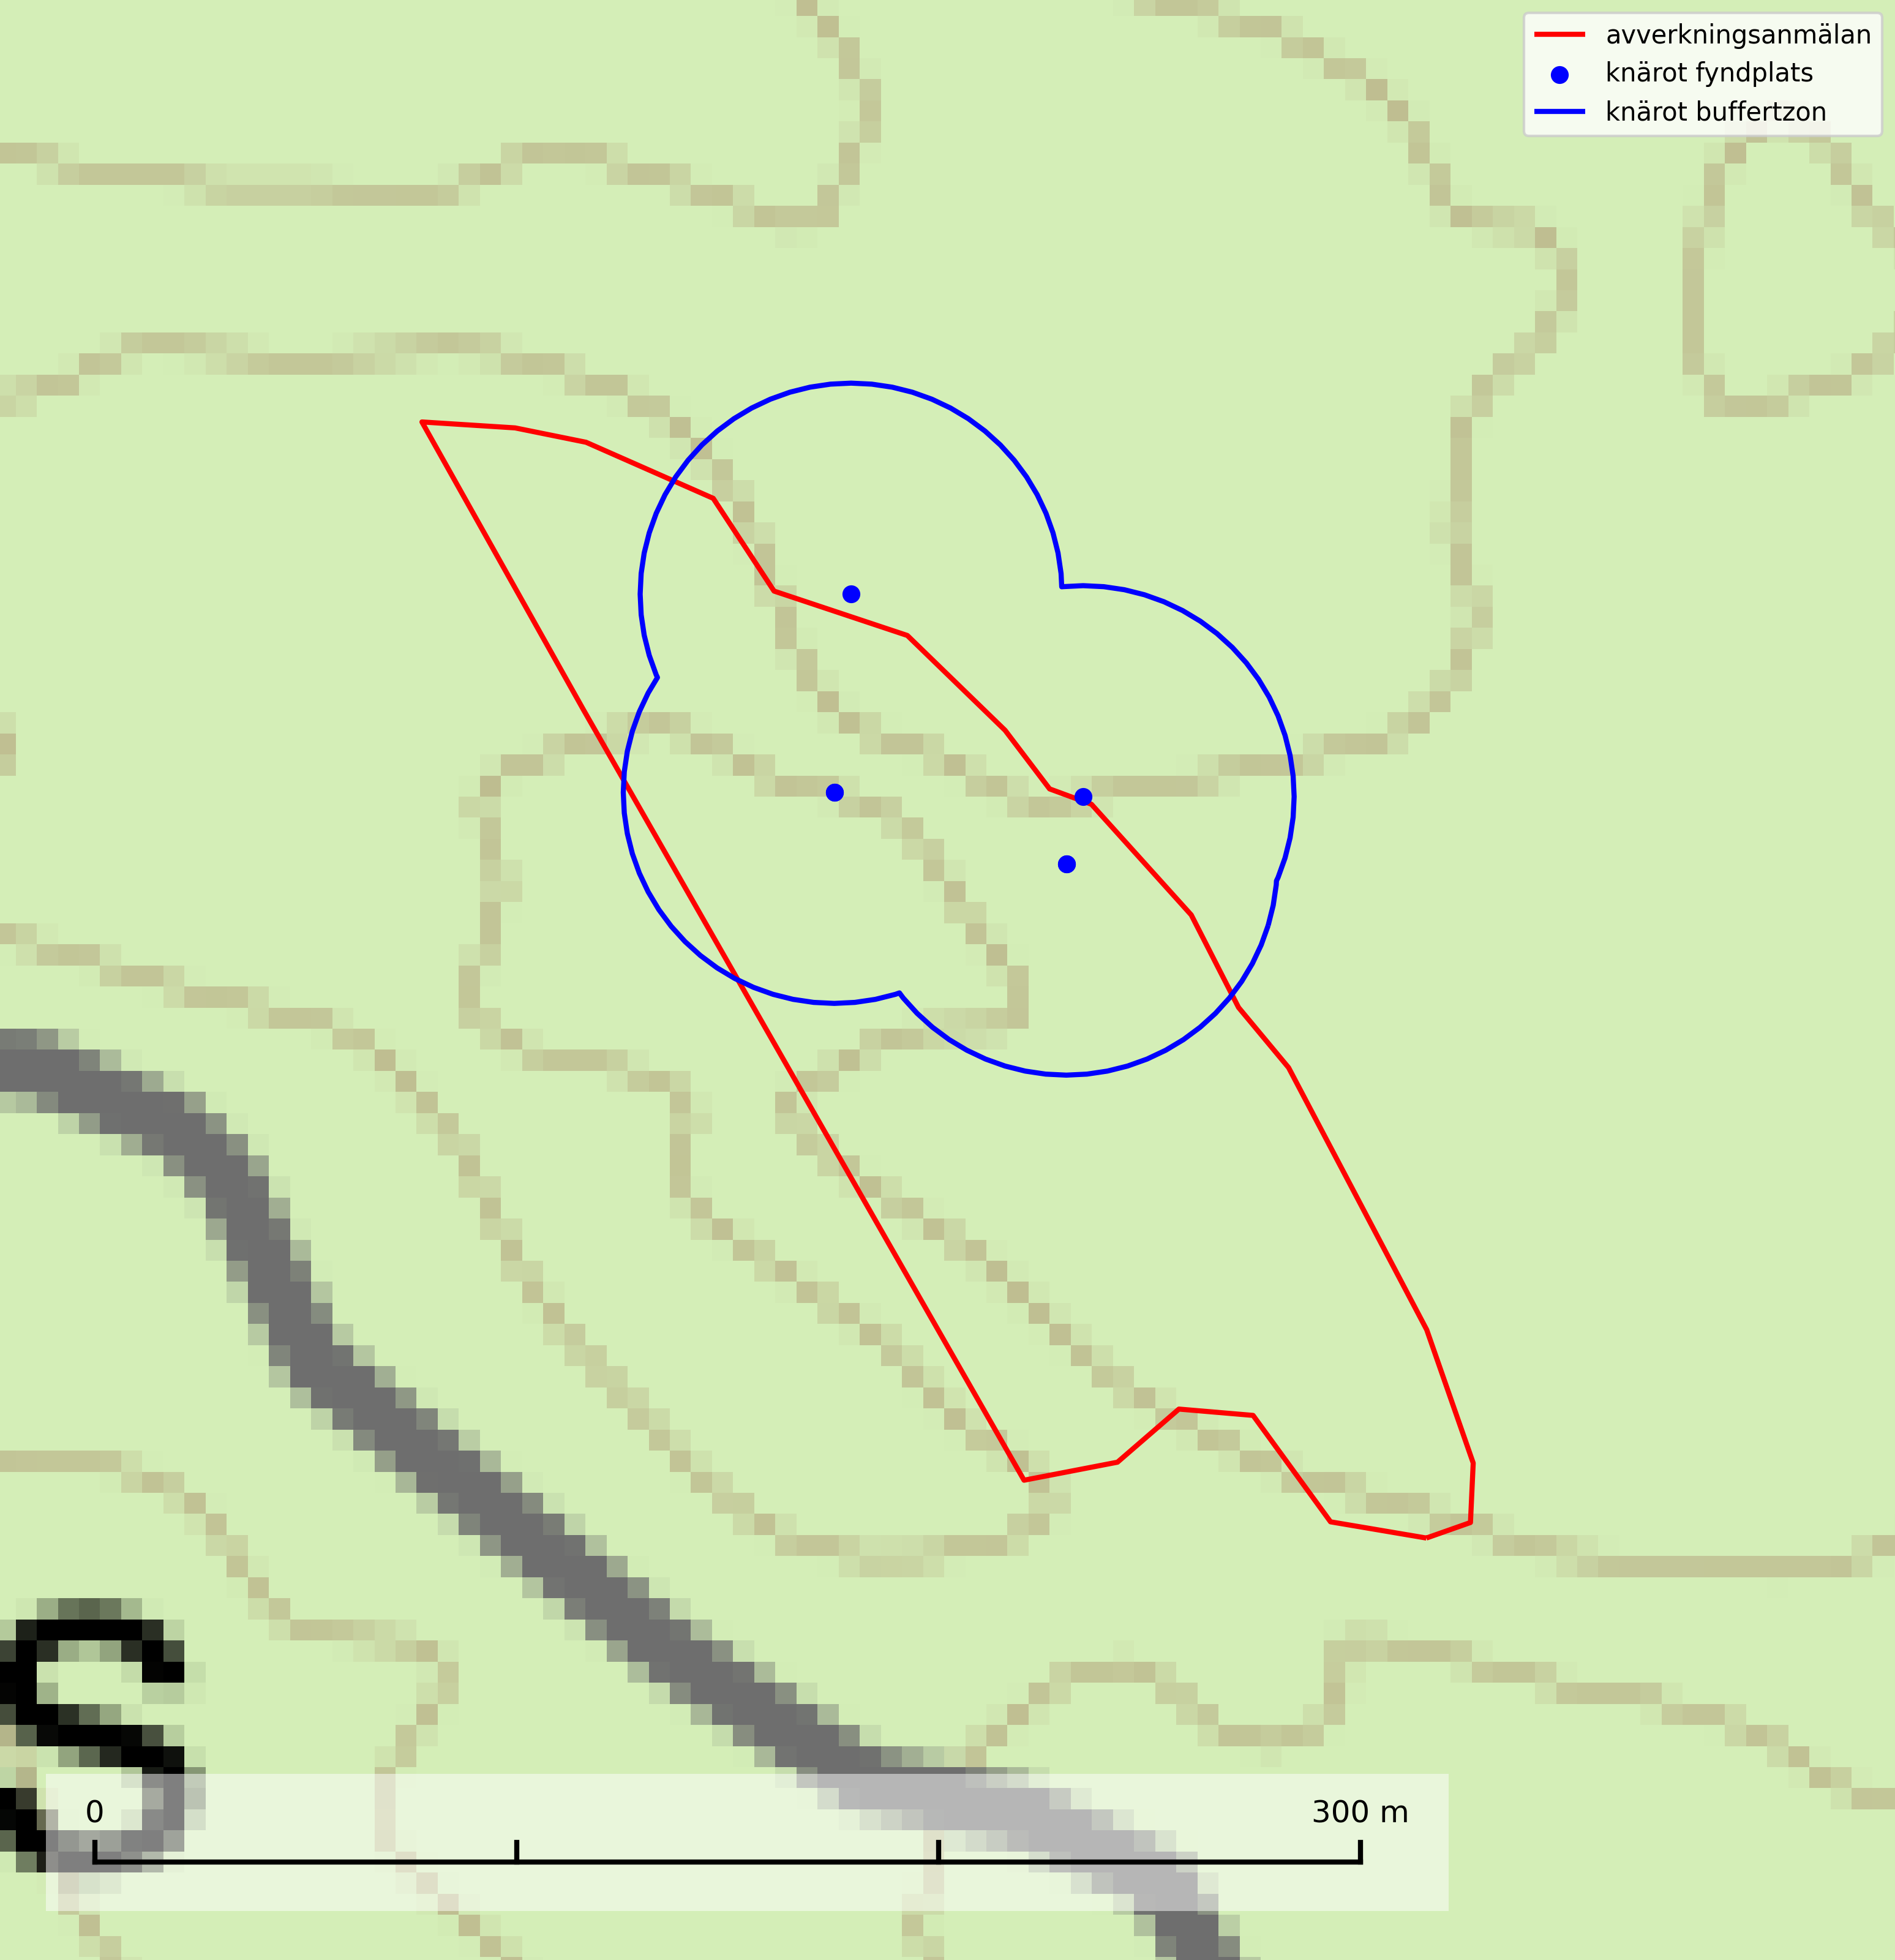 avverkningsanmälan
knärot fyndplats
knärot buffertzon
0 300 m